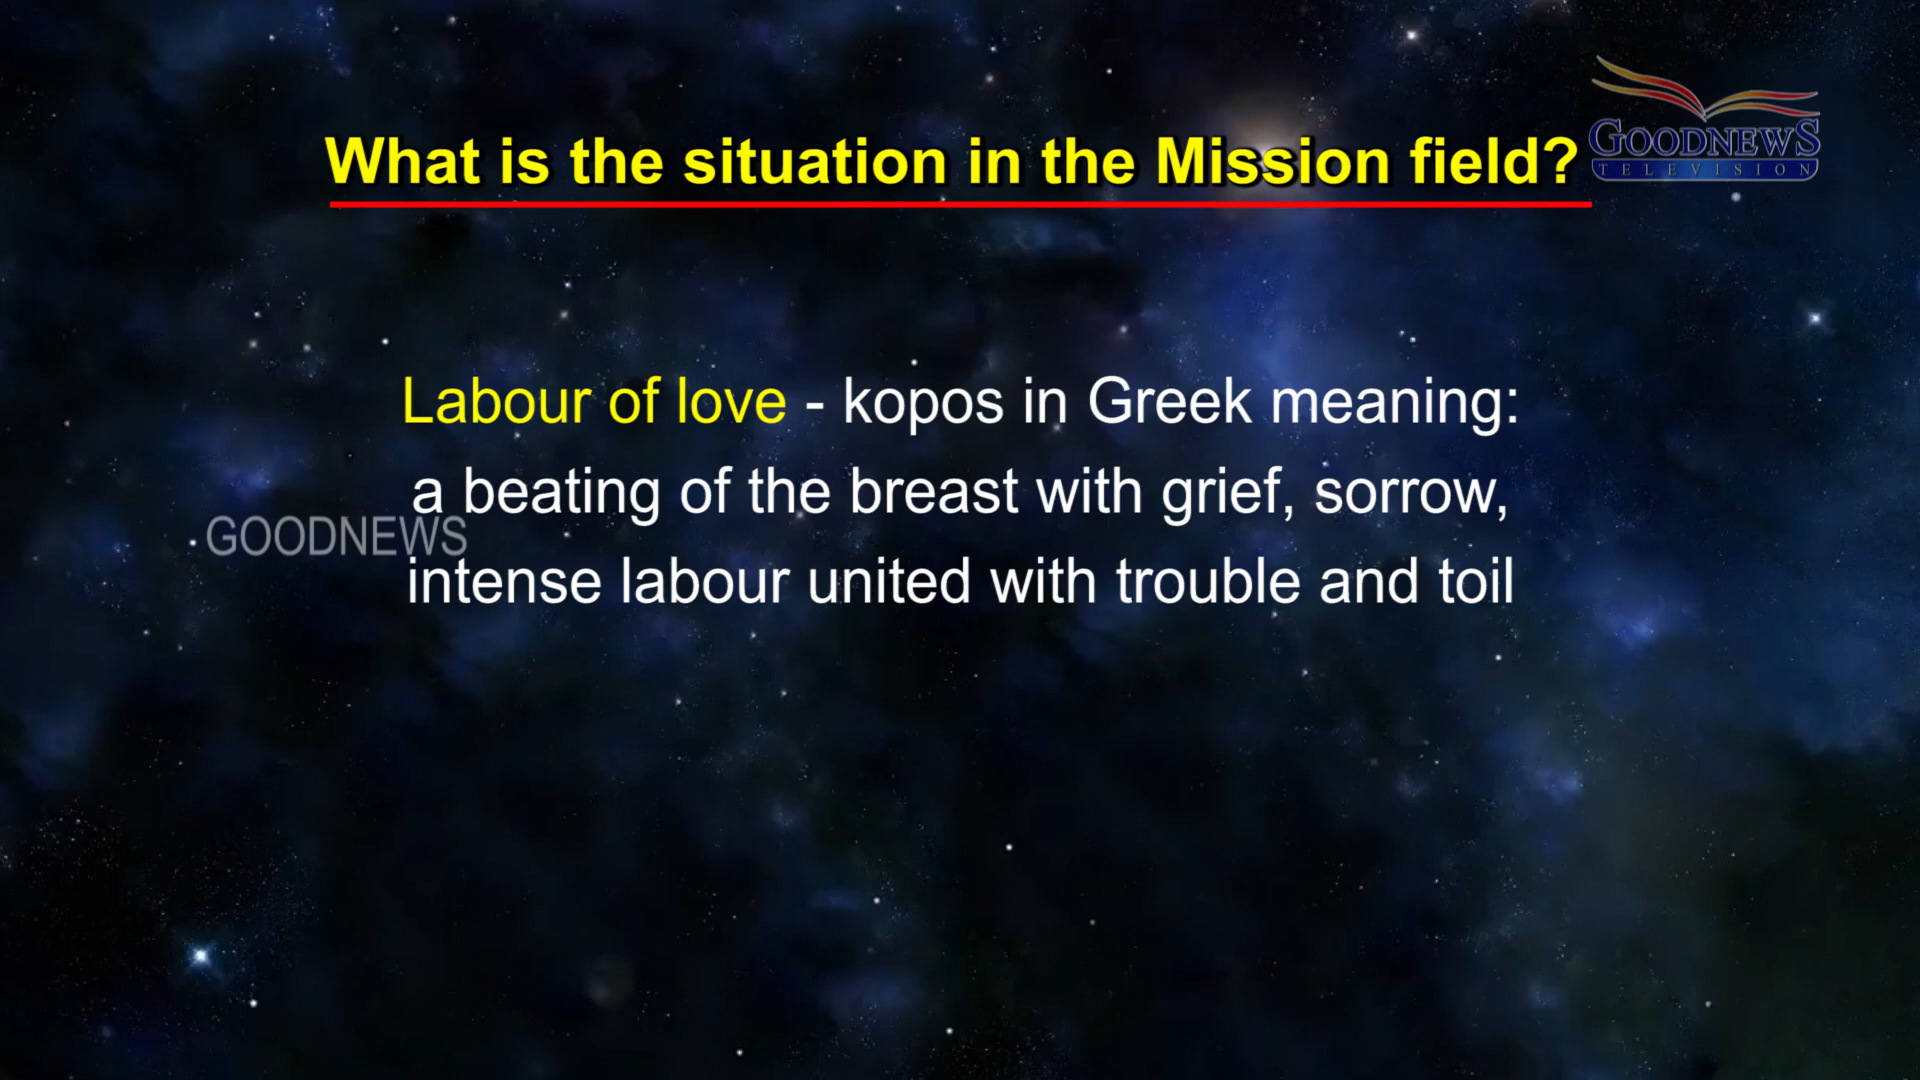 What is the situation in the Mission field?
GOODNEWS
TELEVISION
Labour of love - kopos in Greek meaning:
a beating of the breast with grief, sorrow,
GOODNEWS
intense labour united with trouble and toil